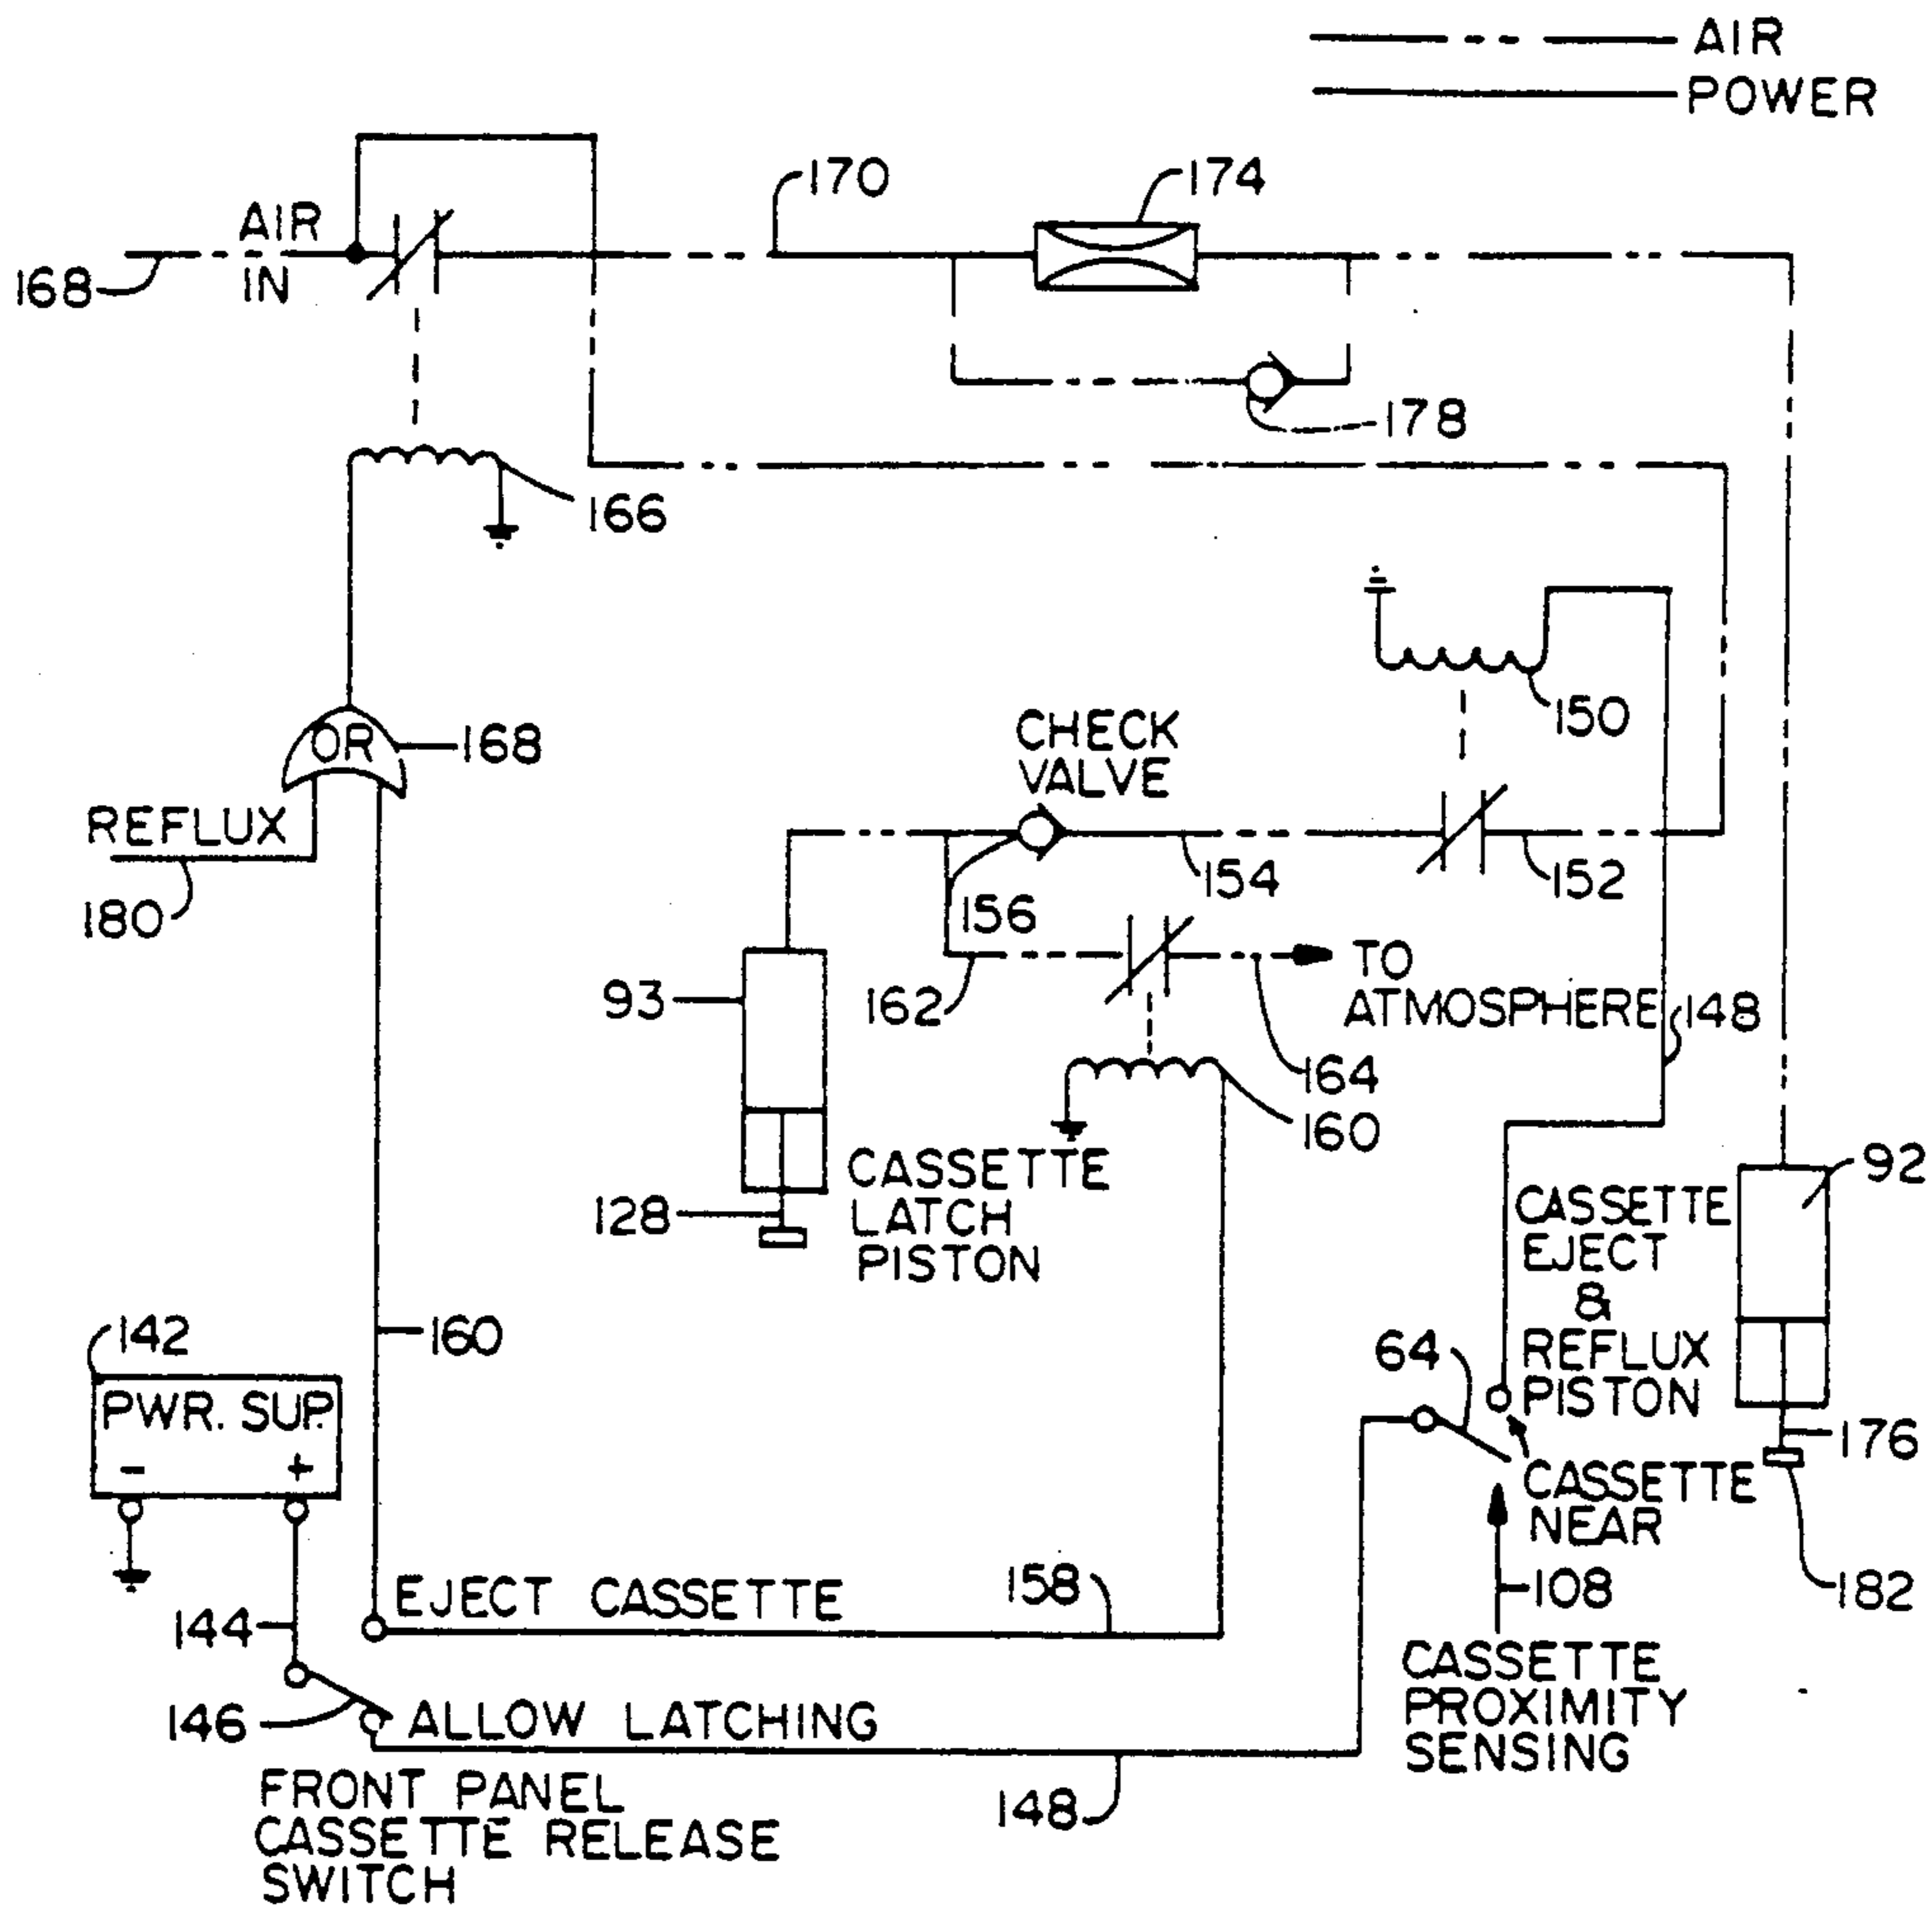 AIR
POWER
170
174
AIR
IN
168
178
166
150
OR
168
CHECK
VALVE
REFLUX
180
154
152
156
93
162
TO
ATMOSPHERE
148
164
160
92
CASSETTE
LATCH
PISTON
128
CASSETTE
EJECT
&
REFLUX
PISTON
142
160
64
PWR. SUP.
- +
176
CASSETTE
NEAR
EJECT CASSETTE
158
108
182
144
146
ALLOW LATCHING
CASSETTE
PROXIMITY
SENSING
148
FRONT PANEL
CASSETTE RELEASE
SWITCH